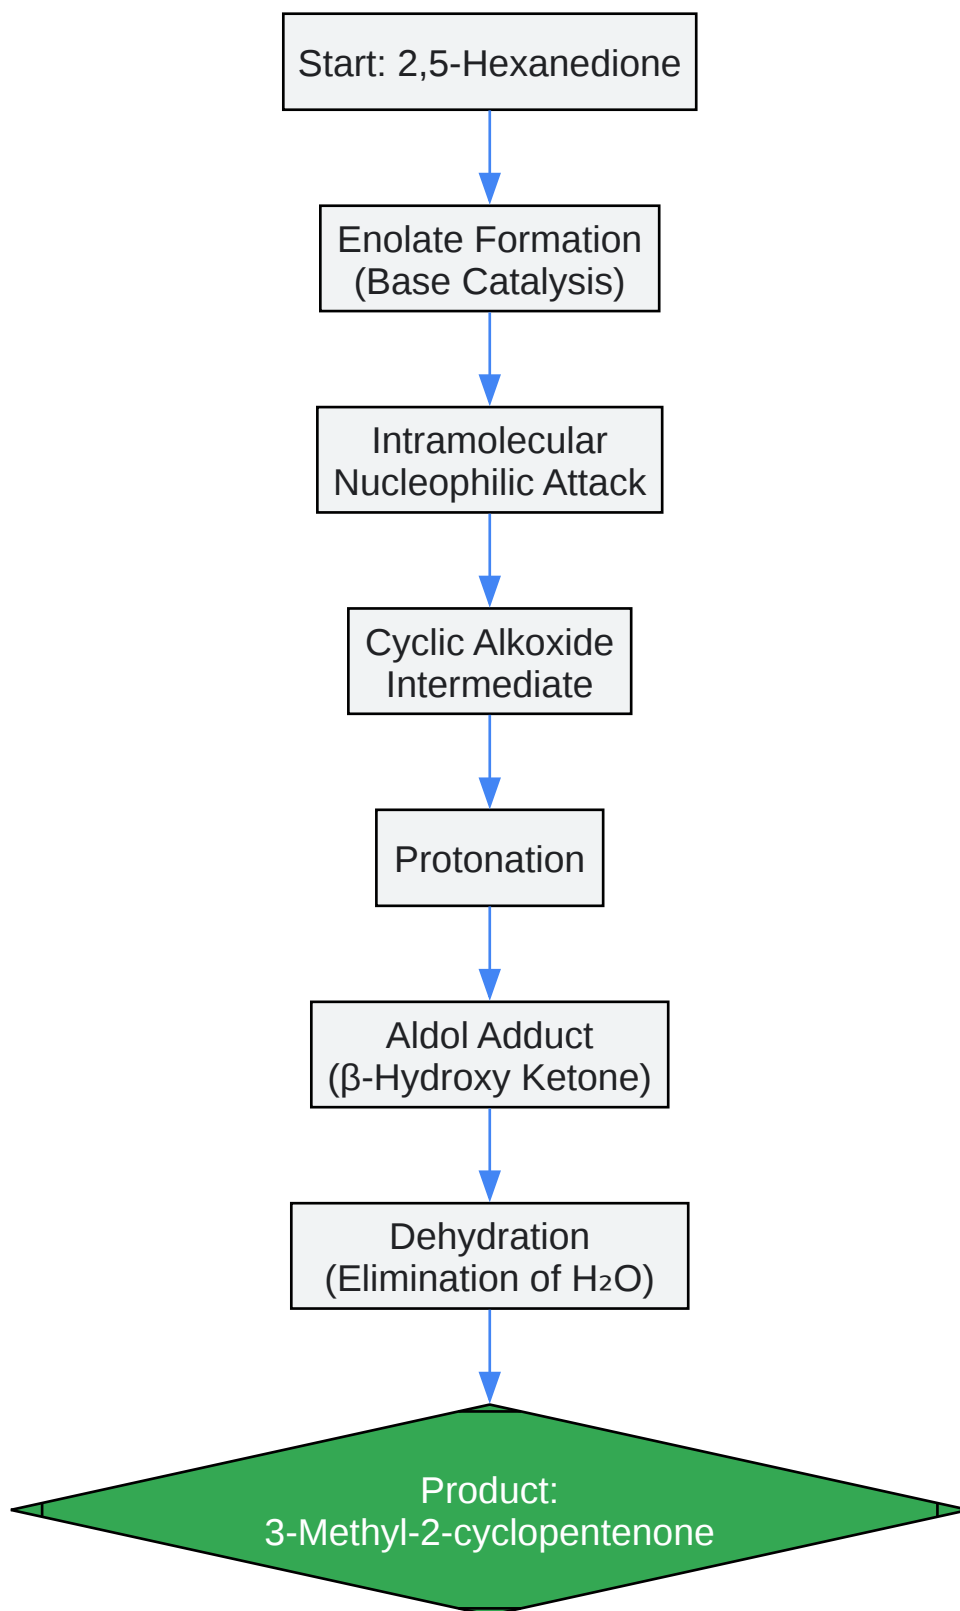 Start: 2,5-Hexanedione
Enolate Formation
(Base Catalysis)
Intramolecular
Nucleophilic Attack
Cyclic Alkoxide
Intermediate
Protonation
Aldol Adduct
(β-Hydroxy Ketone)
Dehydration
(Elimination of H₂O)
Product:
3-Methyl-2-cyclopentenone